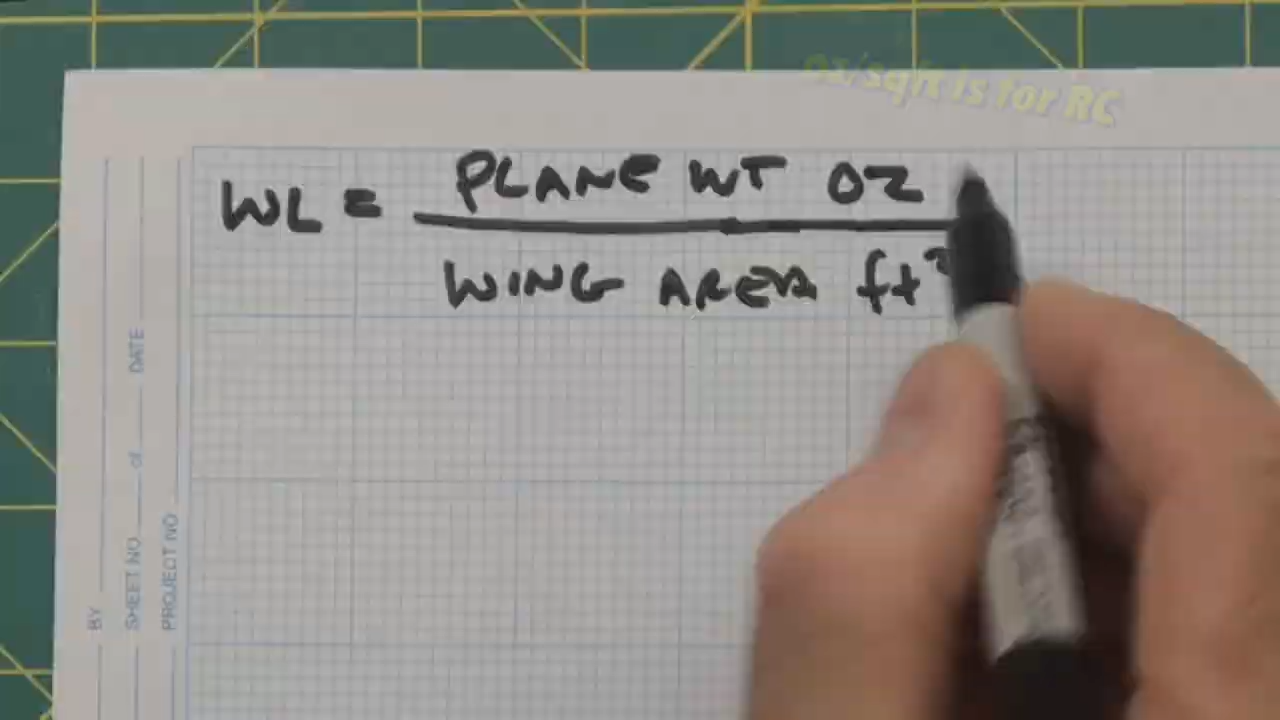 oz/sqft is for RC
WL = PLANE WT OZ
WING AREA ft²
DATE
SHEET NO of
BY
PROJECT NO